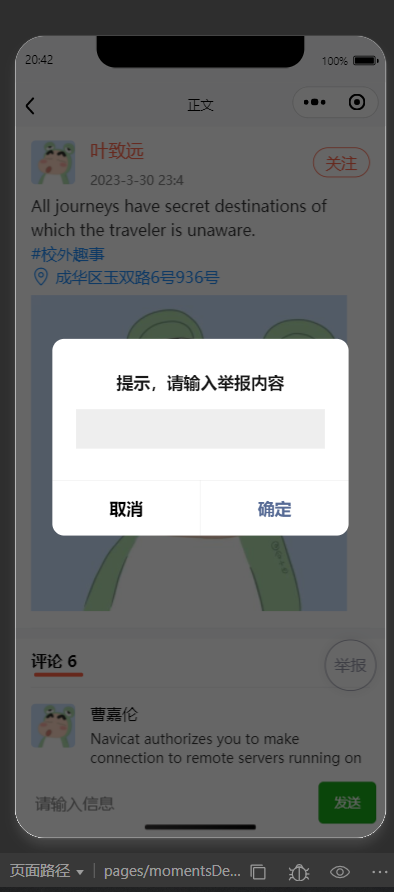 20:42
100%
正文
叶致远
关注
2023-3-30 23:4
All journeys have secret destinations of
which the traveler is unaware.
#校外趣事
成华区玉双路6号936号
提示，请输入举报内容
取消
确定
评论 6
举报
曹嘉伦
Navicat authorizes you to make
connection to remote servers running on
请输入信息
发送
页面路径
pages/momentsDe...